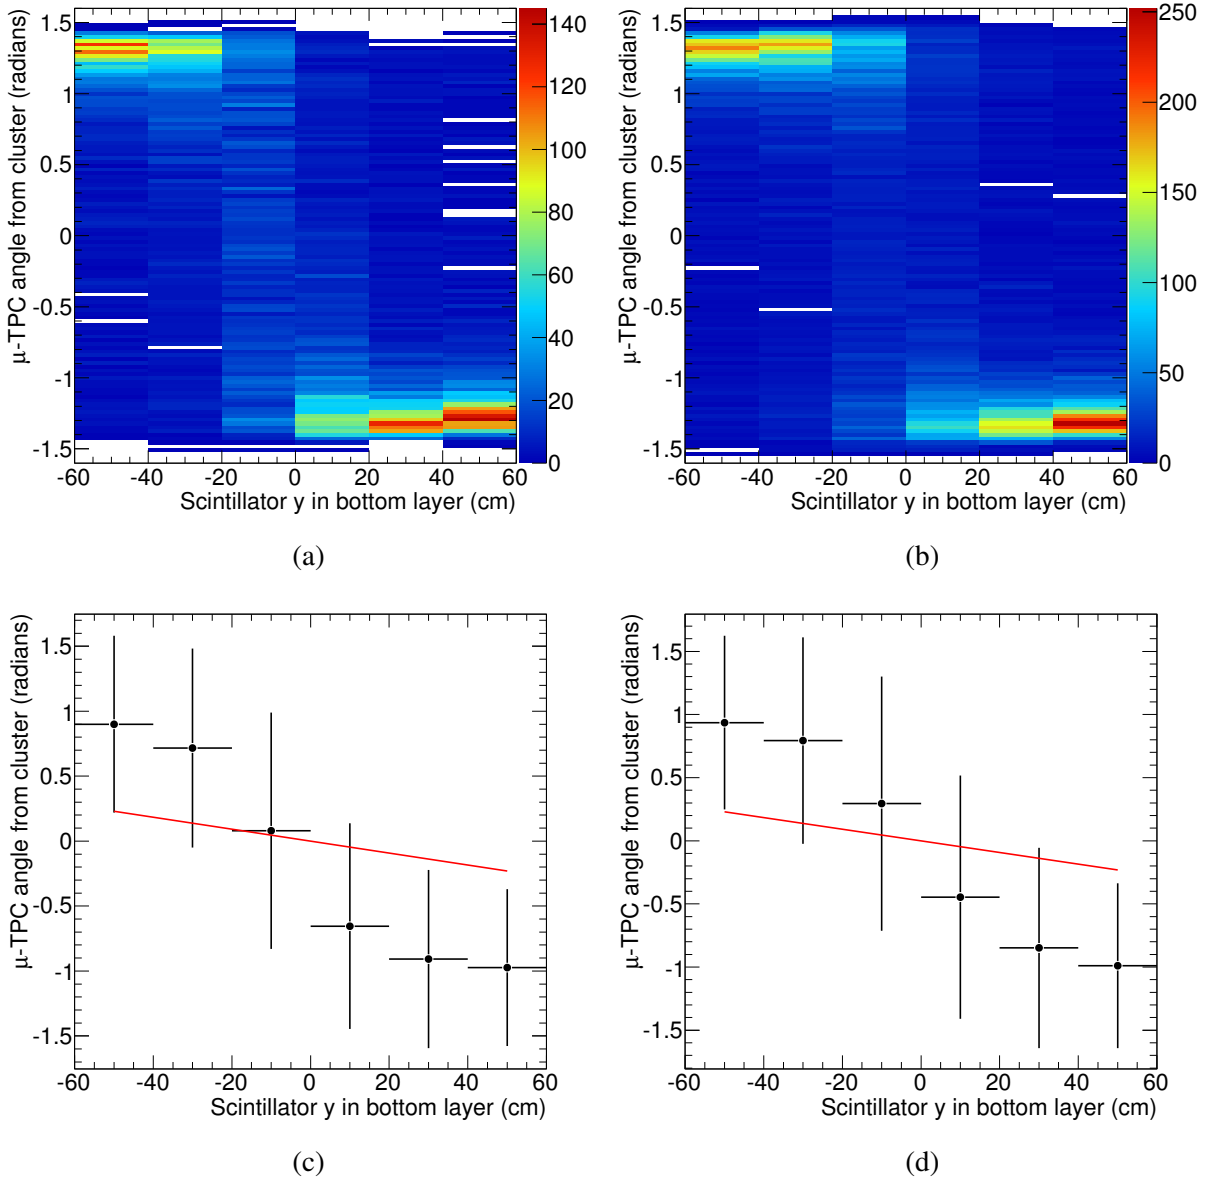 μ-TPC angle from cluster (radians)
1.5
1
0.5
0
-0.5
-1
-1.5
-60 -40 -20 0 20 40 60
Scintillator y in bottom layer (cm)
140
120
100
80
60
40
20
0
(a)
μ-TPC angle from cluster (radians)
1.5
1
0.5
0
-0.5
-1
-1.5
-60 -40 -20 0 20 40 60
Scintillator y in bottom layer (cm)
250
200
150
100
50
0
(b)
μ-TPC angle from cluster (radians)
1.5
1
0.5
0
-0.5
-1
-1.5
-60 -40 -20 0 20 40 60
Scintillator y in bottom layer (cm)
(c)
μ-TPC angle from cluster (radians)
1.5
1
0.5
0
-0.5
-1
-1.5
-60 -40 -20 0 20 40 60
Scintillator y in bottom layer (cm)
(d)